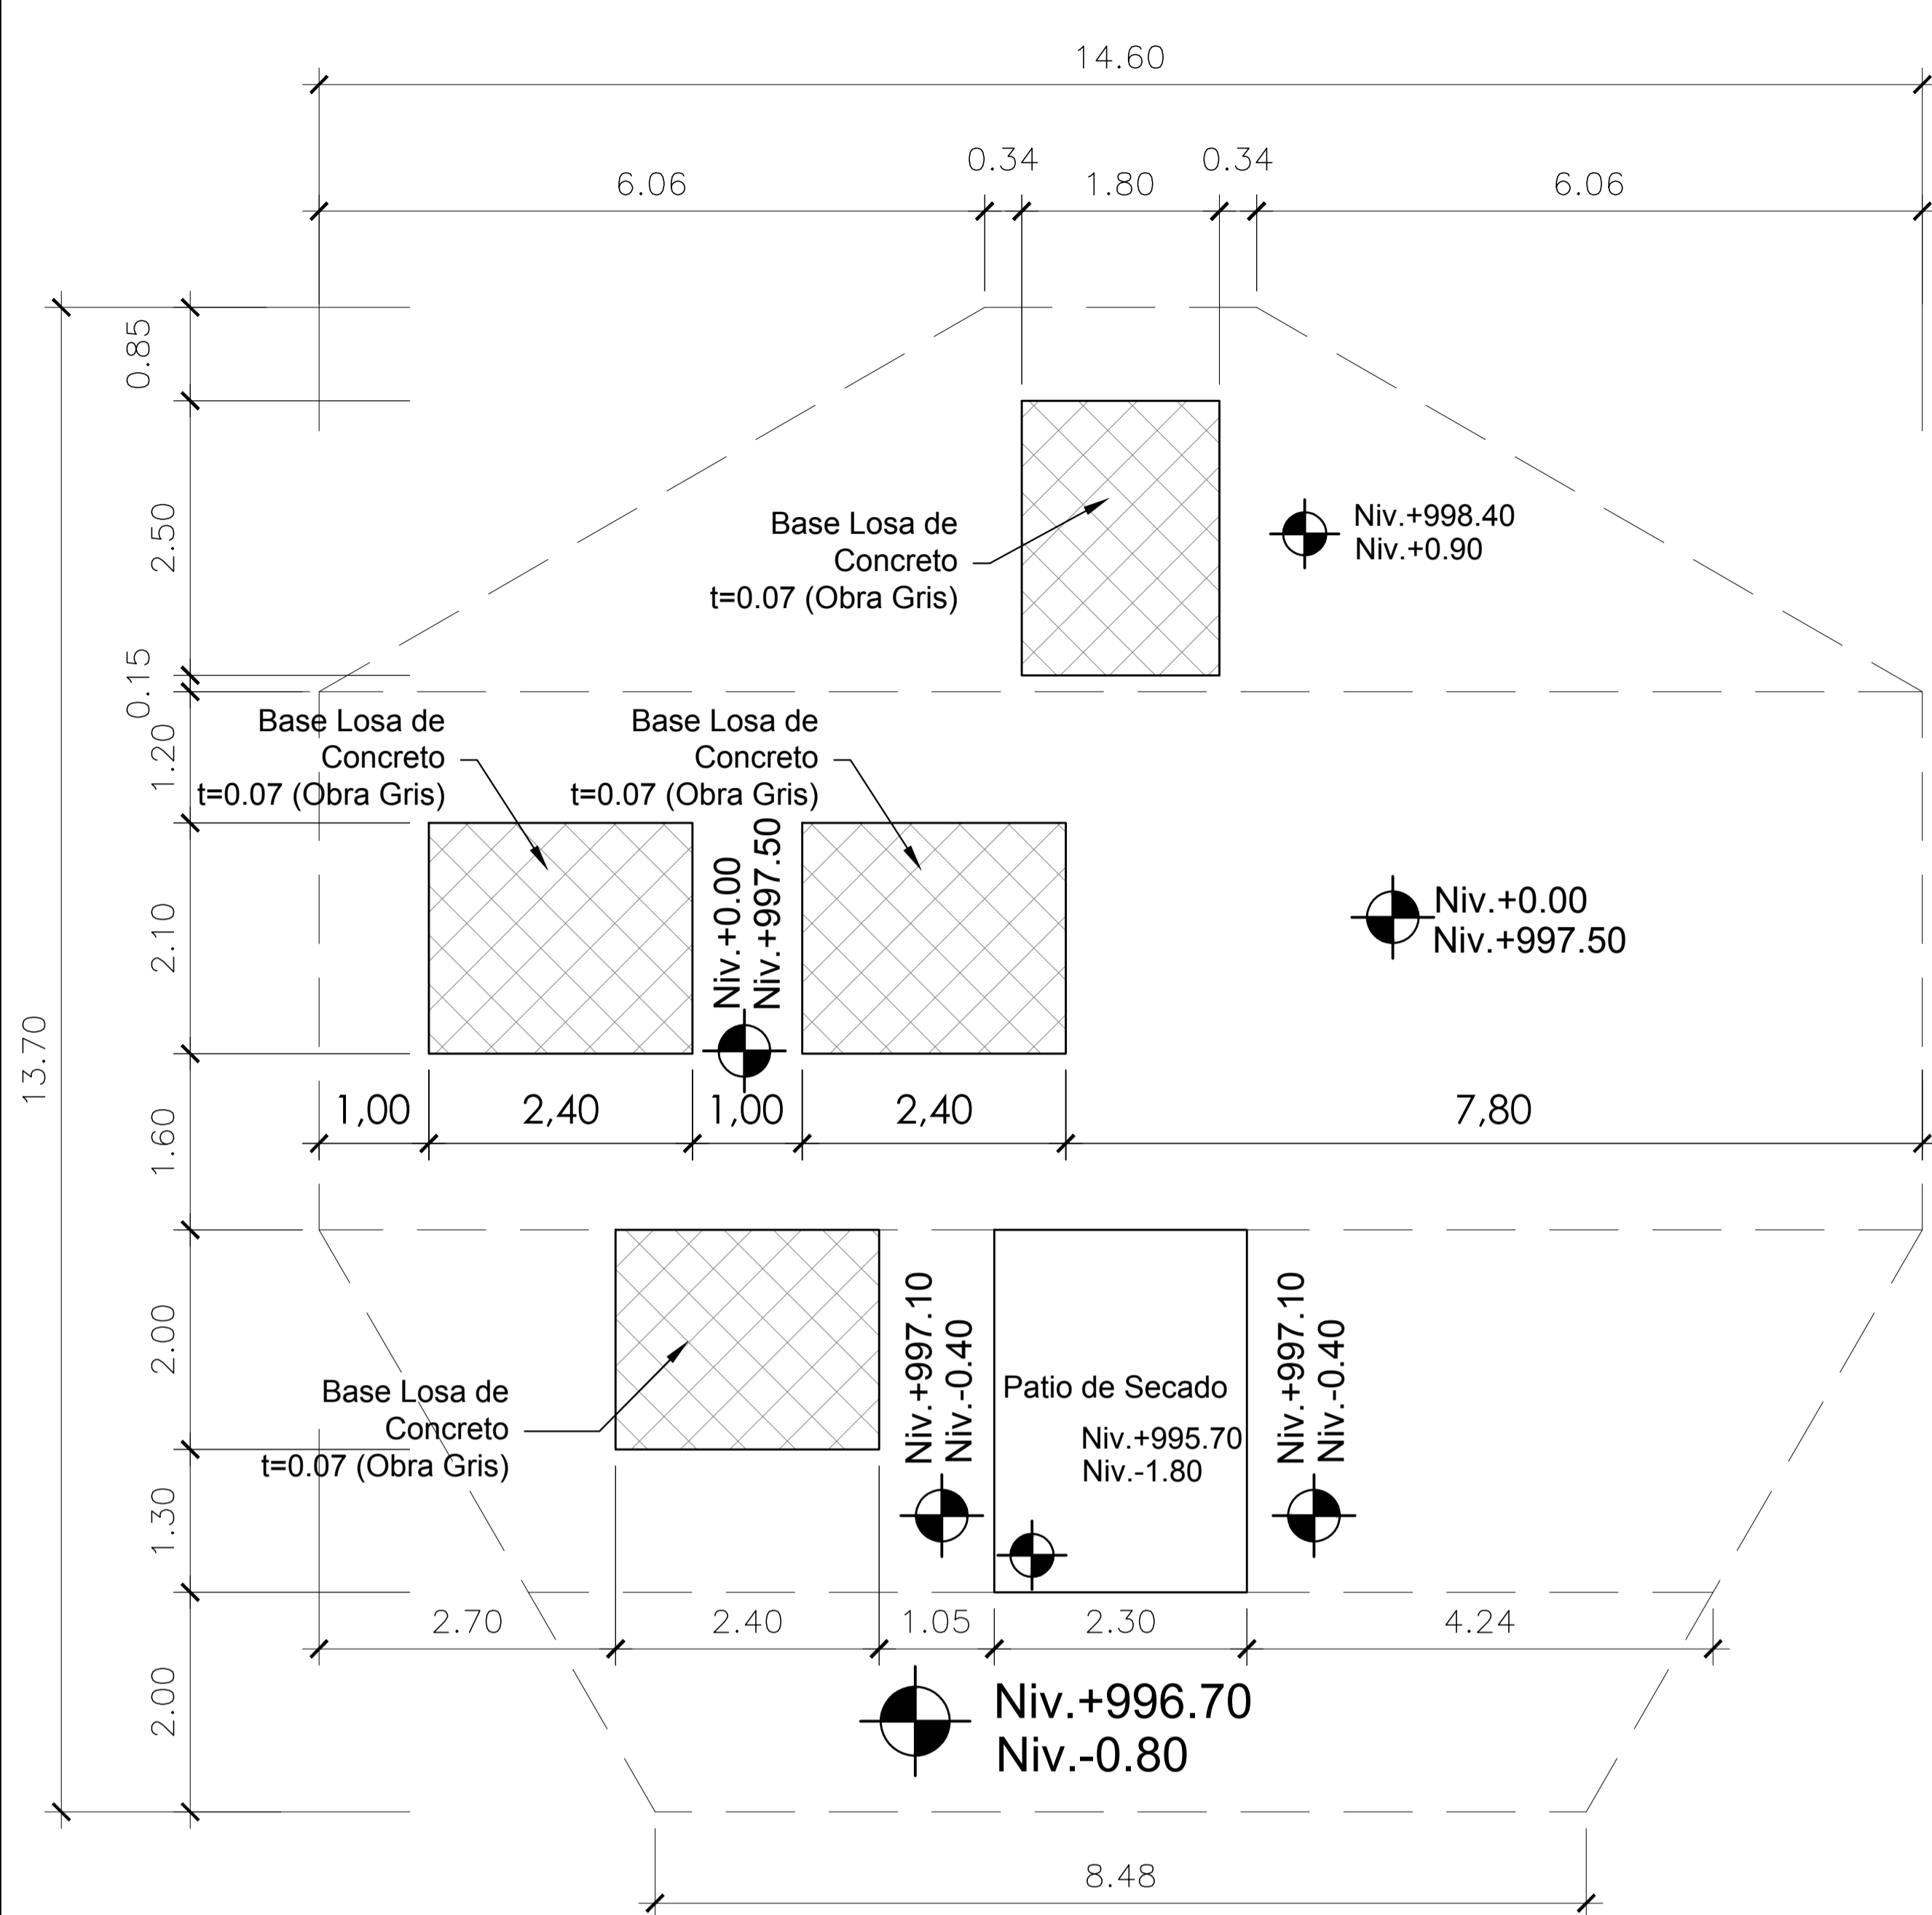 14.60
0.34
0.34
6.06
1.80
6.06
0.85
2.50
0.15
1.20
2.10
1.60
2.00
1.30
2.00
13.70
Base Losa de
Concreto
t=0.07 (Obra Gris)
Niv.+998.40
Niv.+0.90
Base Losa de
Concreto
t=0.07 (Obra Gris)
Base Losa de
Concreto
t=0.07 (Obra Gris)
Niv.+0.00
Niv.+997.50
Niv.+0.00
Niv.+997.50
1,00
2,40
1,00
2,40
7,80
Base Losa de
Concreto
t=0.07 (Obra Gris)
Niv.+997.10
Niv.-0.40
Patio de Secado
Niv.+995.70
Niv.-1.80
Niv.+997.10
Niv.-0.40
2.70
2.40
1.05
2.30
4.24
Niv.+996.70
Niv.-0.80
8.48